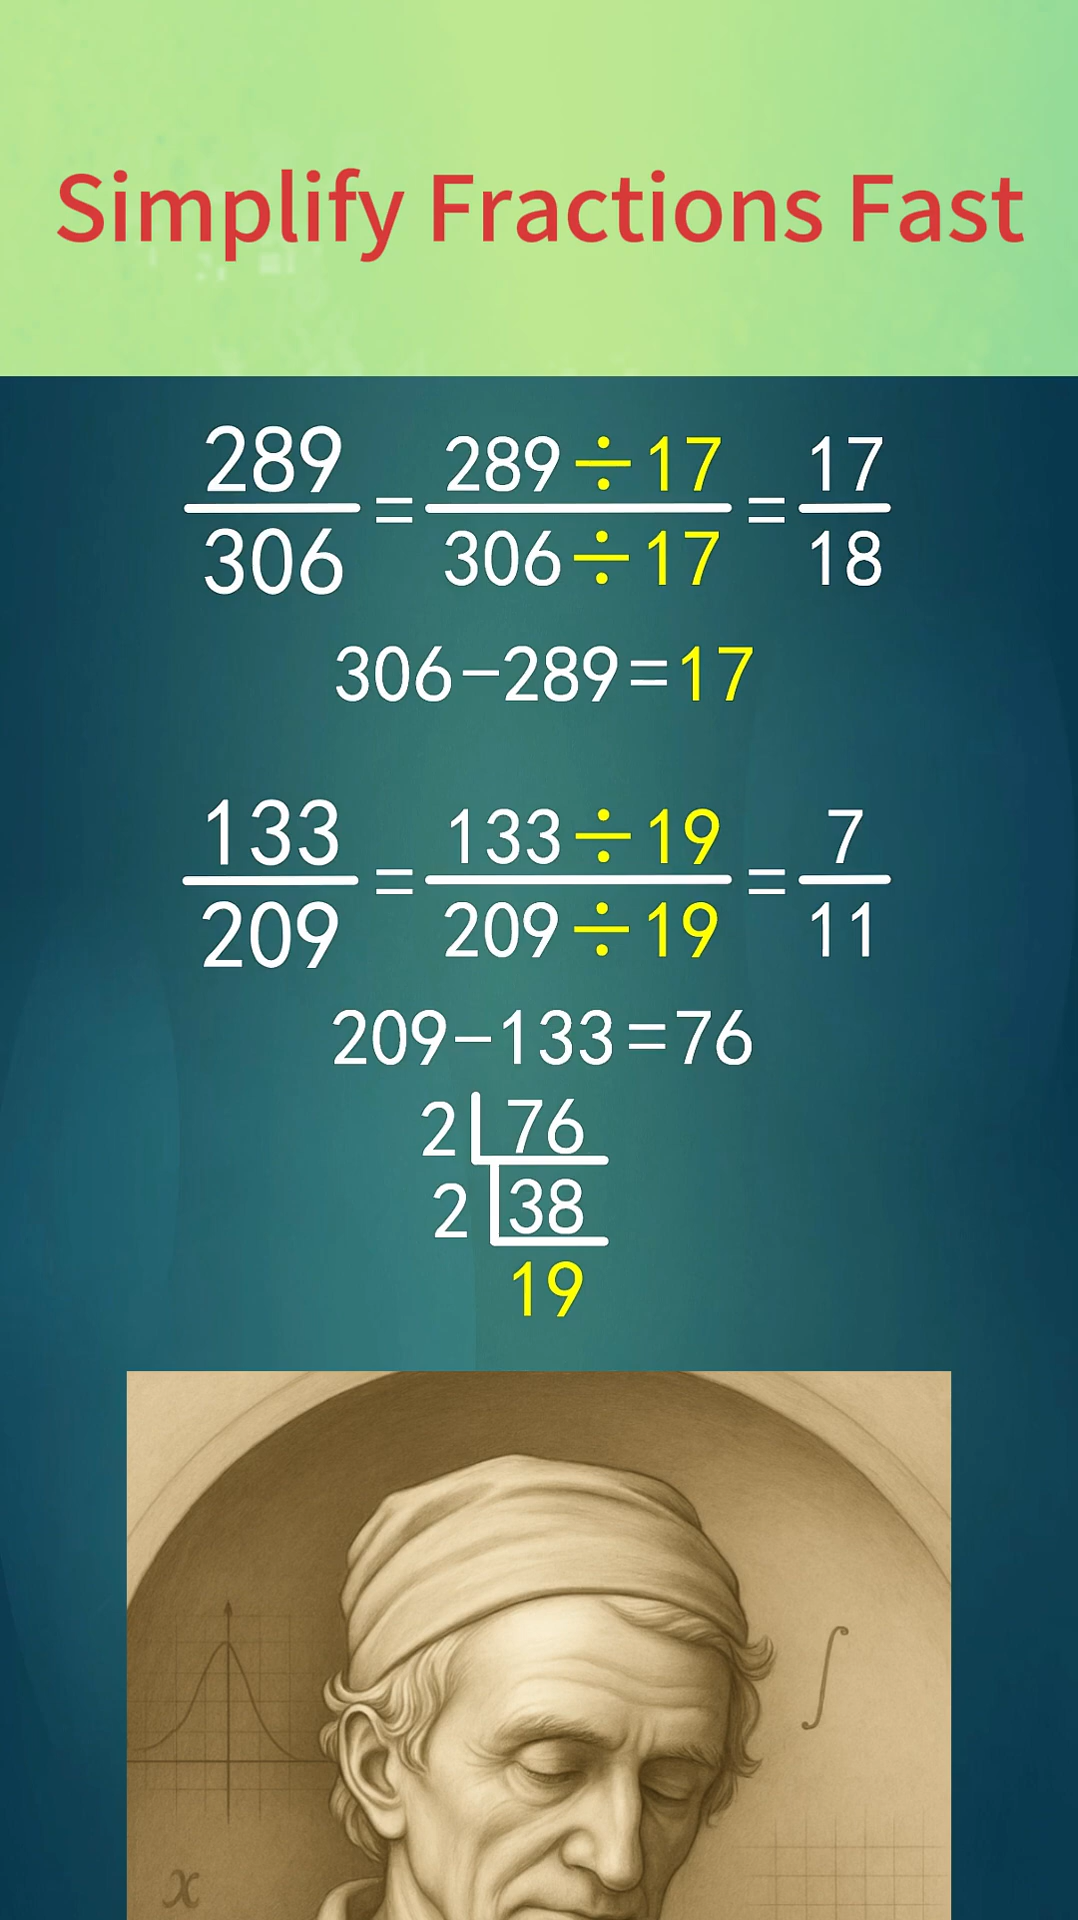 Simplify Fractions Fast
289/306 = 289÷17/306÷17 = 17/18
306−289=17
133/209 = 133÷19/209÷19 = 7/11
209−133=76
2 76
2 38
19
∫
x